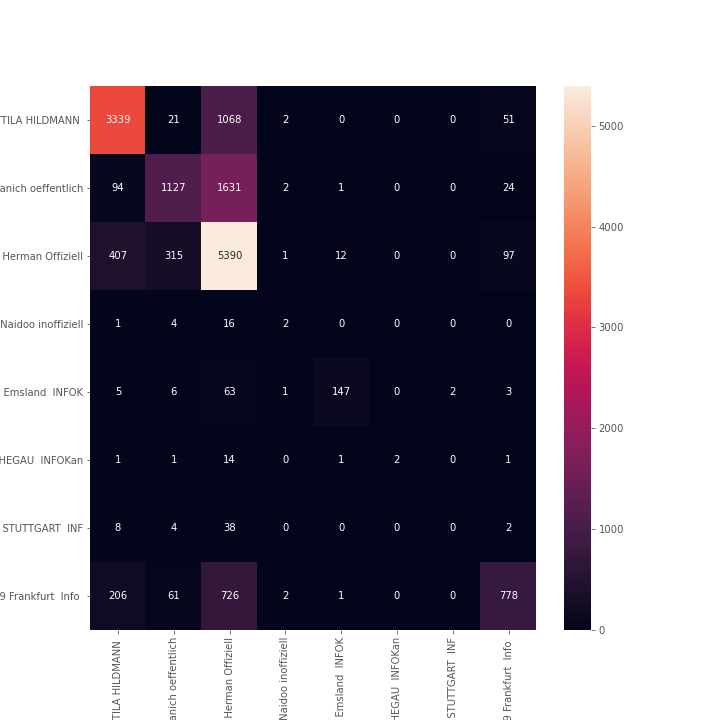 TILA HILDMANN 3339 21 1068 2 0 0 0 51
anich oeffentlich 94 1127 1631 2 1 0 0 24
Herman Offiziell 407 315 5390 1 12 0 0 97
Naidoo inoffiziell 1 4 16 2 0 0 0 0
Emsland INFOK 5 6 63 1 147 0 2 3
HEGAU INFOKan 1 1 14 0 1 2 0 1
STUTTGART INF 8 4 38 0 0 0 0 2
9 Frankfurt Info 206 61 726 2 1 0 0 778
TILA HILDMANN
anich oeffentlich
Herman Offiziell
Naidoo inoffiziell
Emsland INFOK
HEGAU INFOKan
STUTTGART INF
9 Frankfurt Info
5000
4000
3000
2000
1000
0